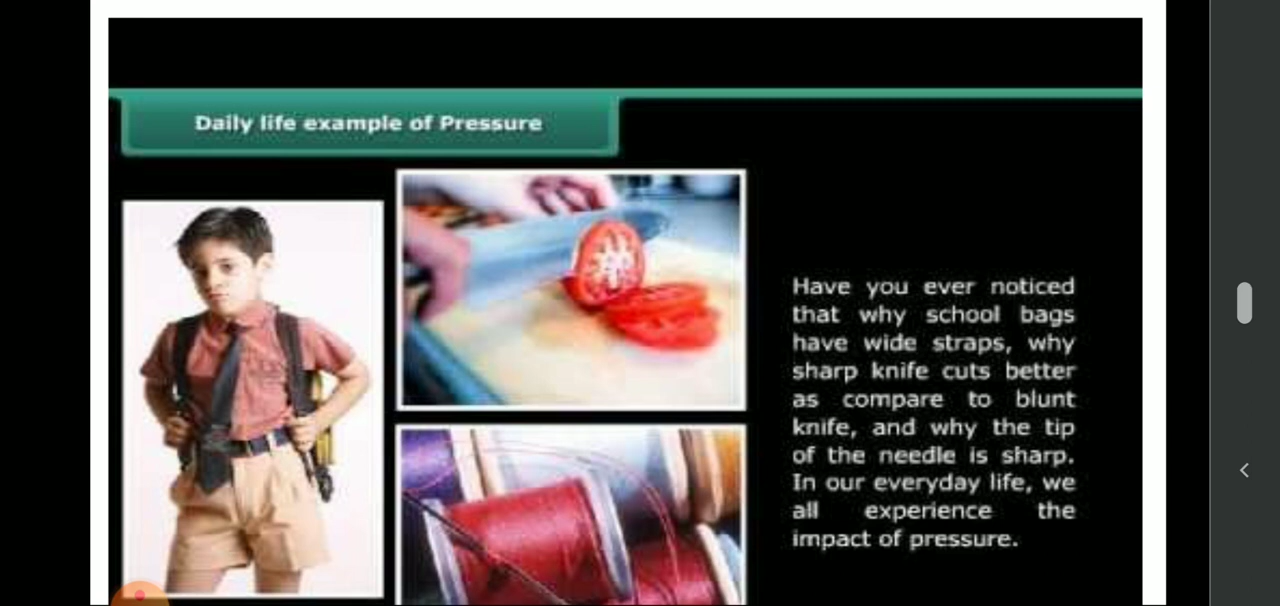 Daily life example of Pressure
Have you ever noticed
that why school bags
have wide straps, why
sharp knife cuts better
as compare to blunt
knife, and why the tip
of the needle is sharp.
In our everyday life, we
all experience the
impact of pressure.